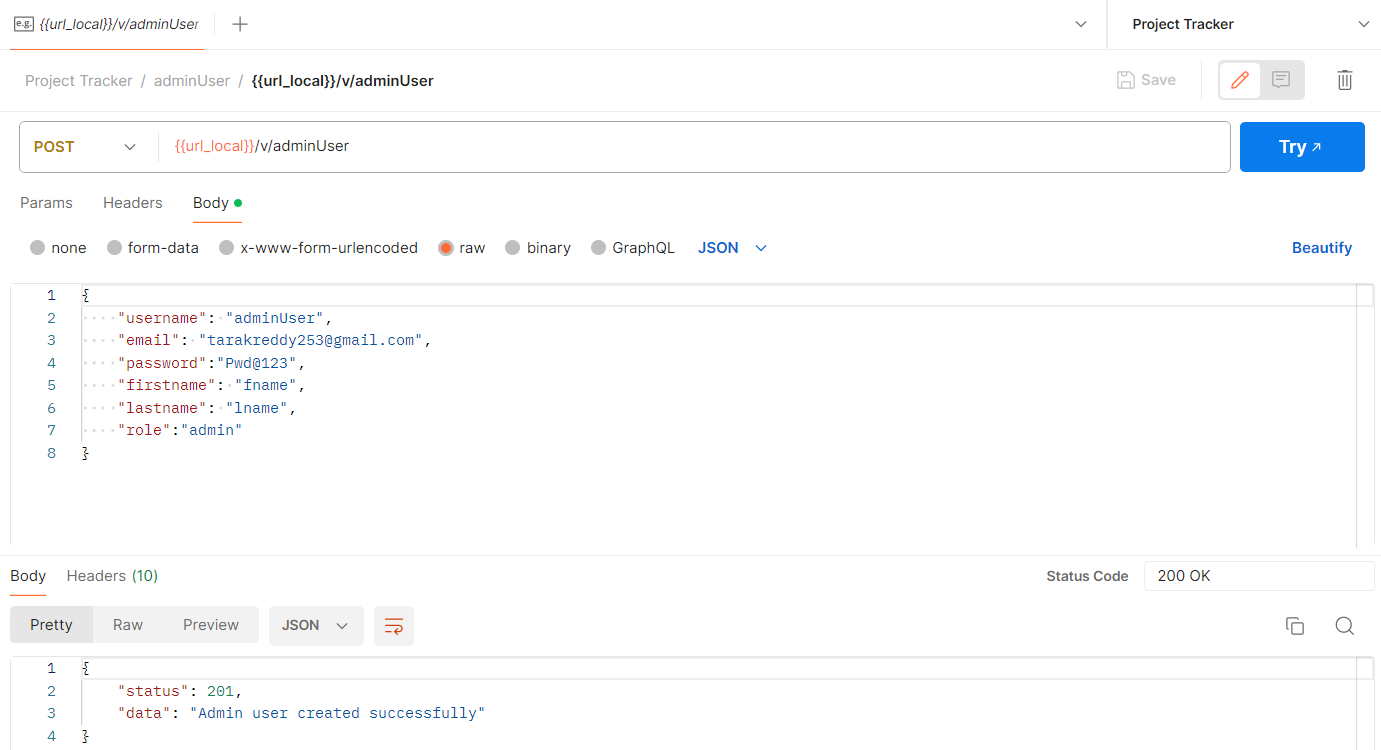 e.g. {{url_local}}/v/adminUser
Project Tracker
Project Tracker / adminUser / {{url_local}}/v/adminUser
Save
POST {{url_local}}/v/adminUser
Try ↗
Params Headers Body
none form-data x-www-form-urlencoded raw binary GraphQL JSON
Beautify
1 {
2 ····"username":·"adminUser",
3 ····"email":·"tarakreddy253@gmail.com",
4 ····"password":"Pwd@123",
5 ····"firstname":·"fname",
6 ····"lastname":·"lname",
7 ····"role":"admin"
8 }
Body Headers (10)
Status Code 200 OK
Pretty Raw Preview JSON
1 {
2 "status": 201,
3 "data": "Admin user created successfully"
4 }